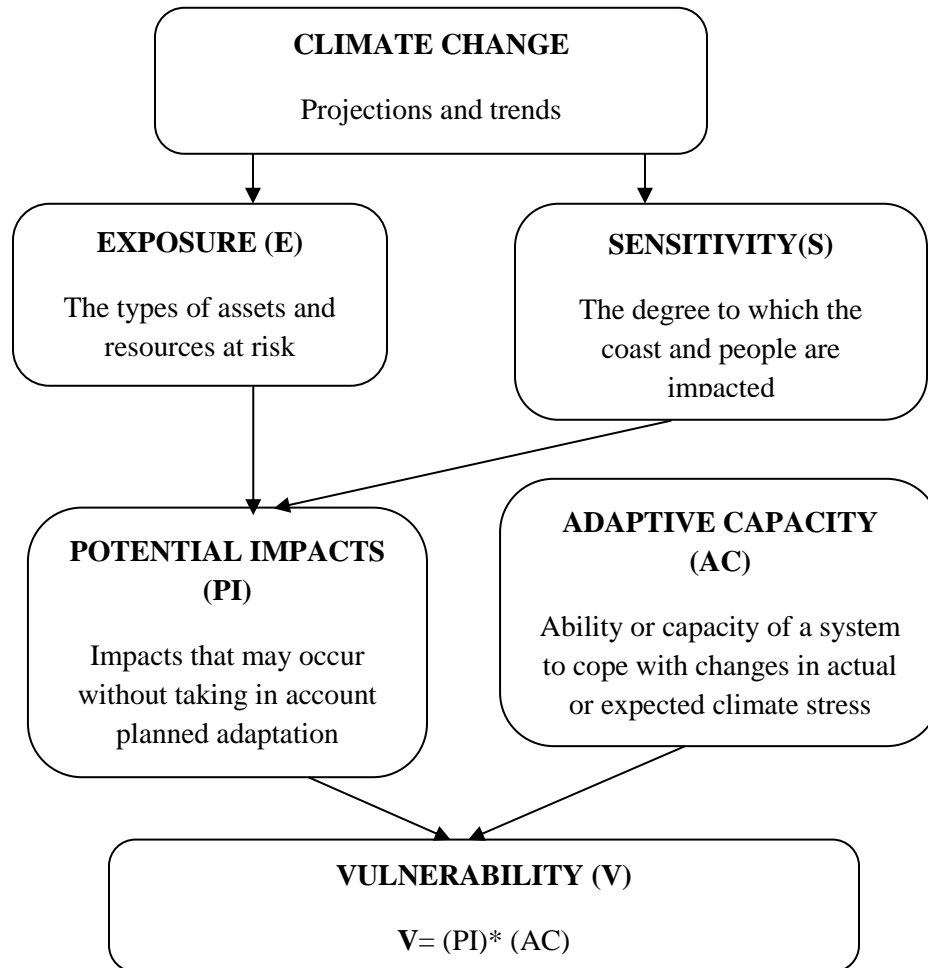 CLIMATE CHANGE
Projections and trends
EXPOSURE (E)
The types of assets and
resources at risk
SENSITIVITY(S)
The degree to which the
coast and people are
impacted
POTENTIAL IMPACTS
(PI)
Impacts that may occur
without taking in account
planned adaptation
ADAPTIVE CAPACITY
(AC)
Ability or capacity of a system
to cope with changes in actual
or expected climate stress
VULNERABILITY (V)
V= (PI)* (AC)